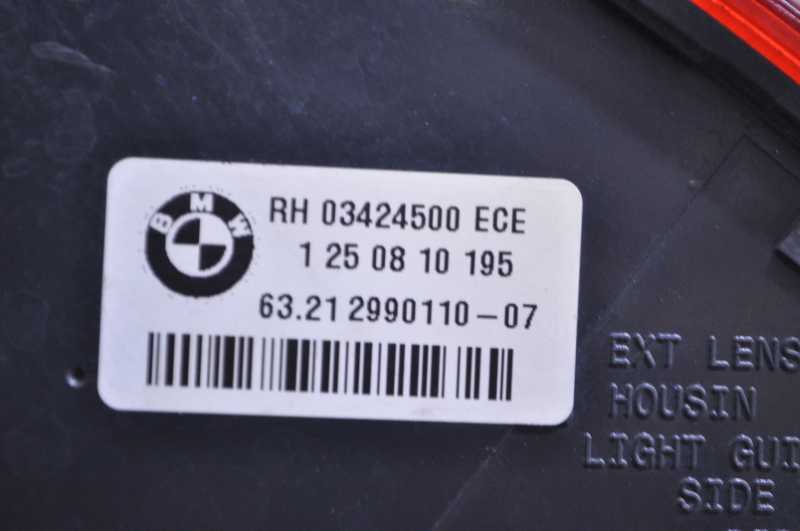 BMW
RH 03424500 ECE
1 25 08 10 195
63.21 2990110-07
EXT LENS
HOUSIN
LIGHT GUI
SIDE